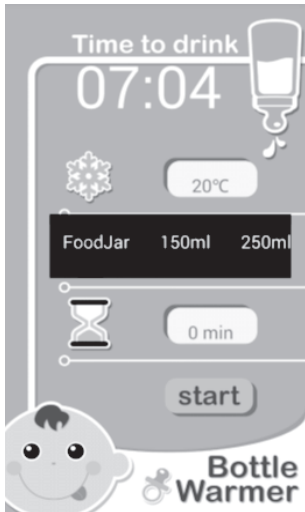 Time to drink
07:04
20℃
FoodJar 150ml 250ml
0 min
start
Bottle
Warmer